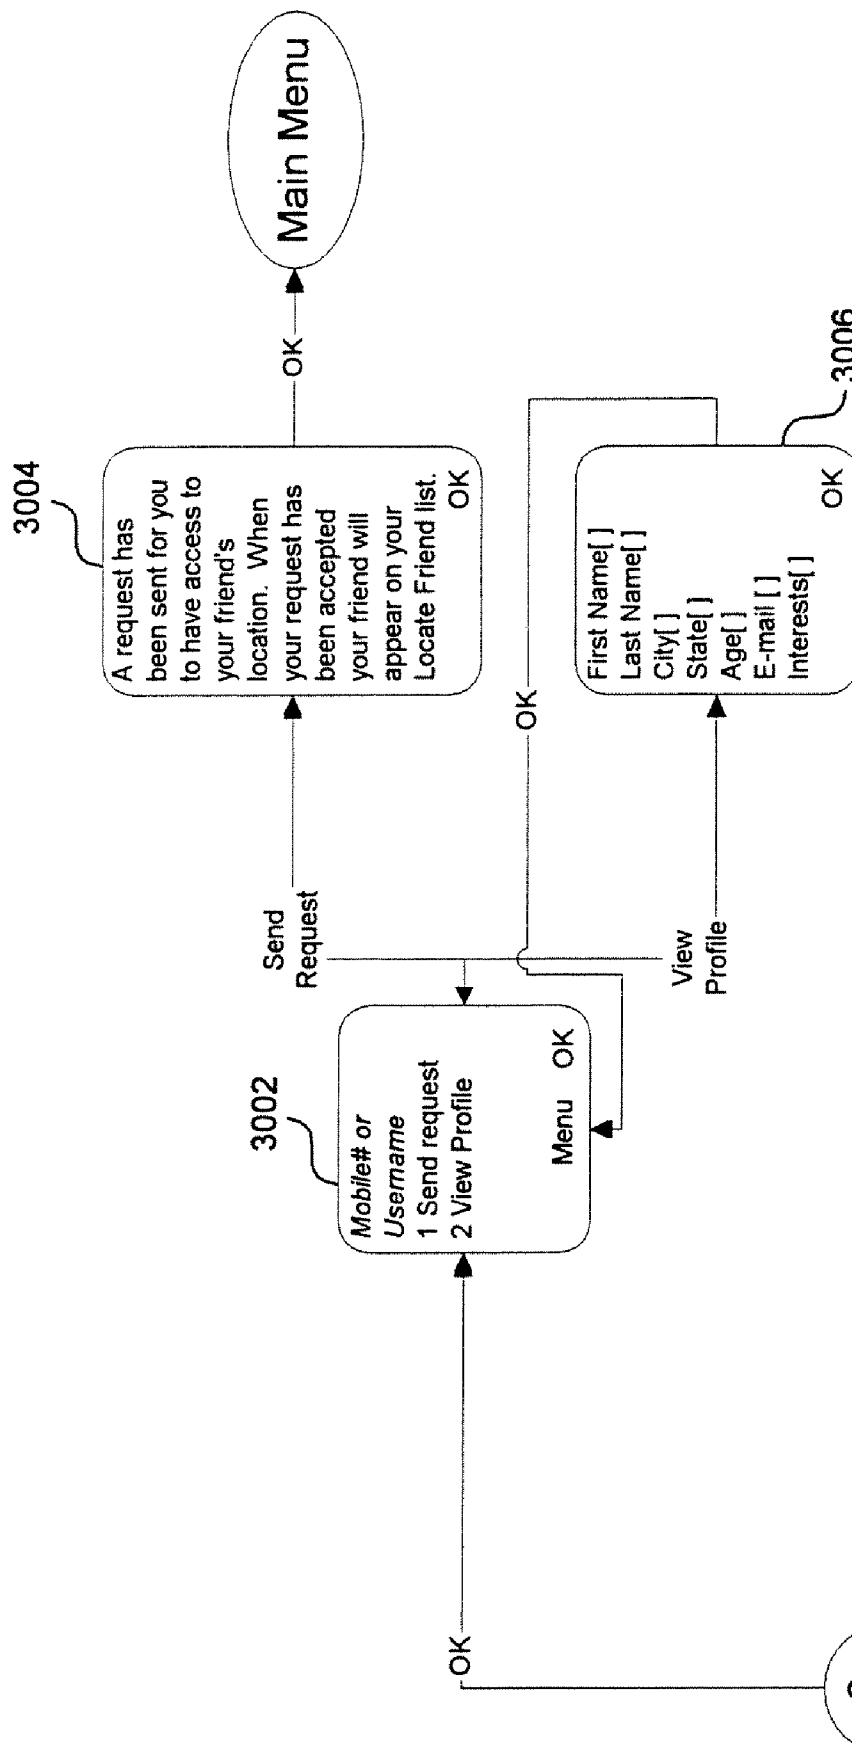 3004
A request has
been sent for you
to have access to
your friend's
location. When
your request has
been accepted
your friend will
appear on your
Locate Friend list.
OK
OK
Main Menu
Send
Request
3002
Mobile# or
Username
1 Send request
2 View Profile
Menu OK
OK
OK
View
Profile
First Name[ ]
Last Name[ ]
City[ ]
State[ ]
Age[ ]
E-mail [ ]
Interests[ ]
OK
3006